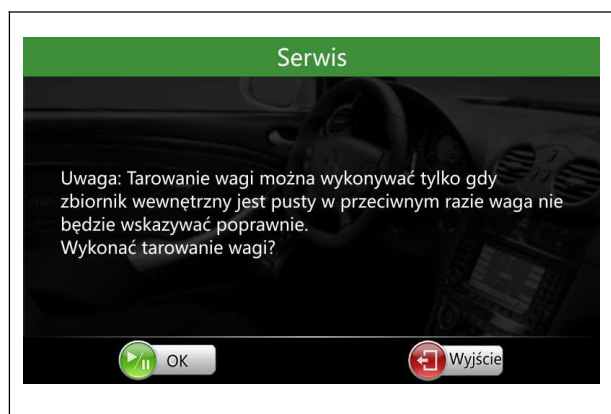 Serwis
Uwaga: Tarowanie wagi można wykonywać tylko gdy
zbiornik wewnętrzny jest pusty w przeciwnym razie waga nie
będzie wskazywać poprawnie.
Wykonać tarowanie wagi?
OK
Wyjście